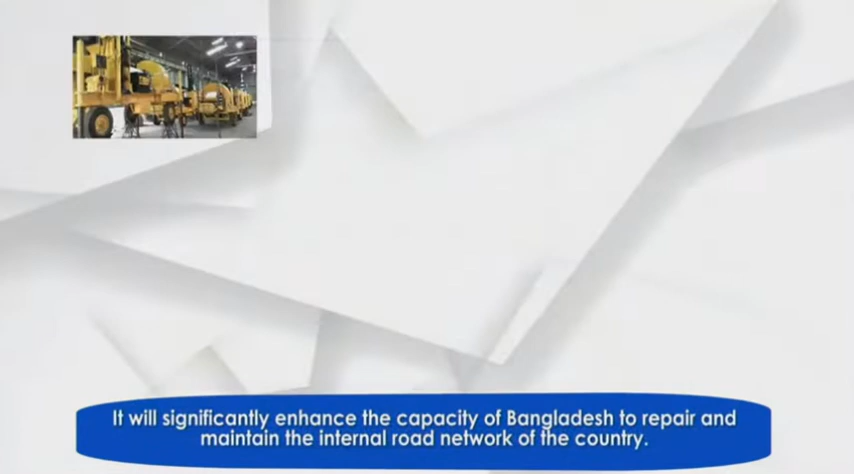 It will significantly enhance the capacity of Bangladesh to repair and
maintain the internal road network of the country.